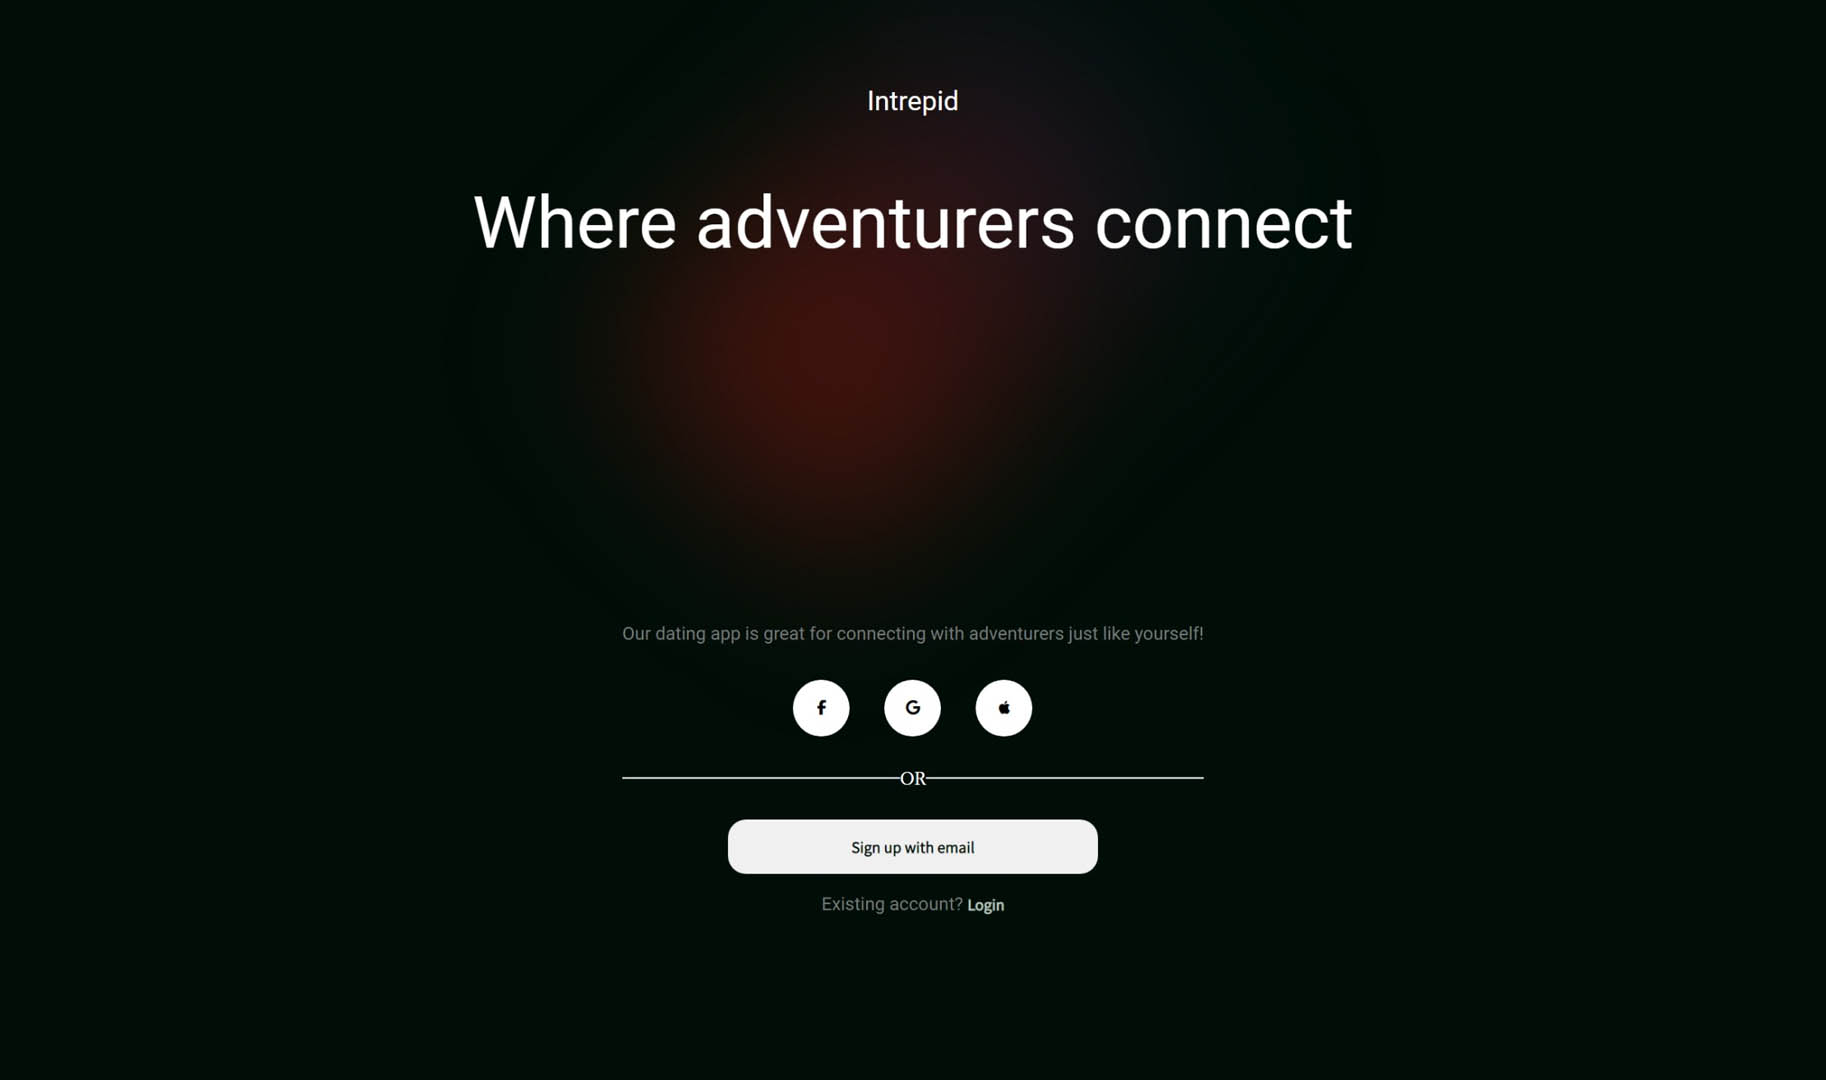 Intrepid
Where adventurers connect
Our dating app is great for connecting with adventurers just like yourself!
OR
Sign up with email
Existing account? Login